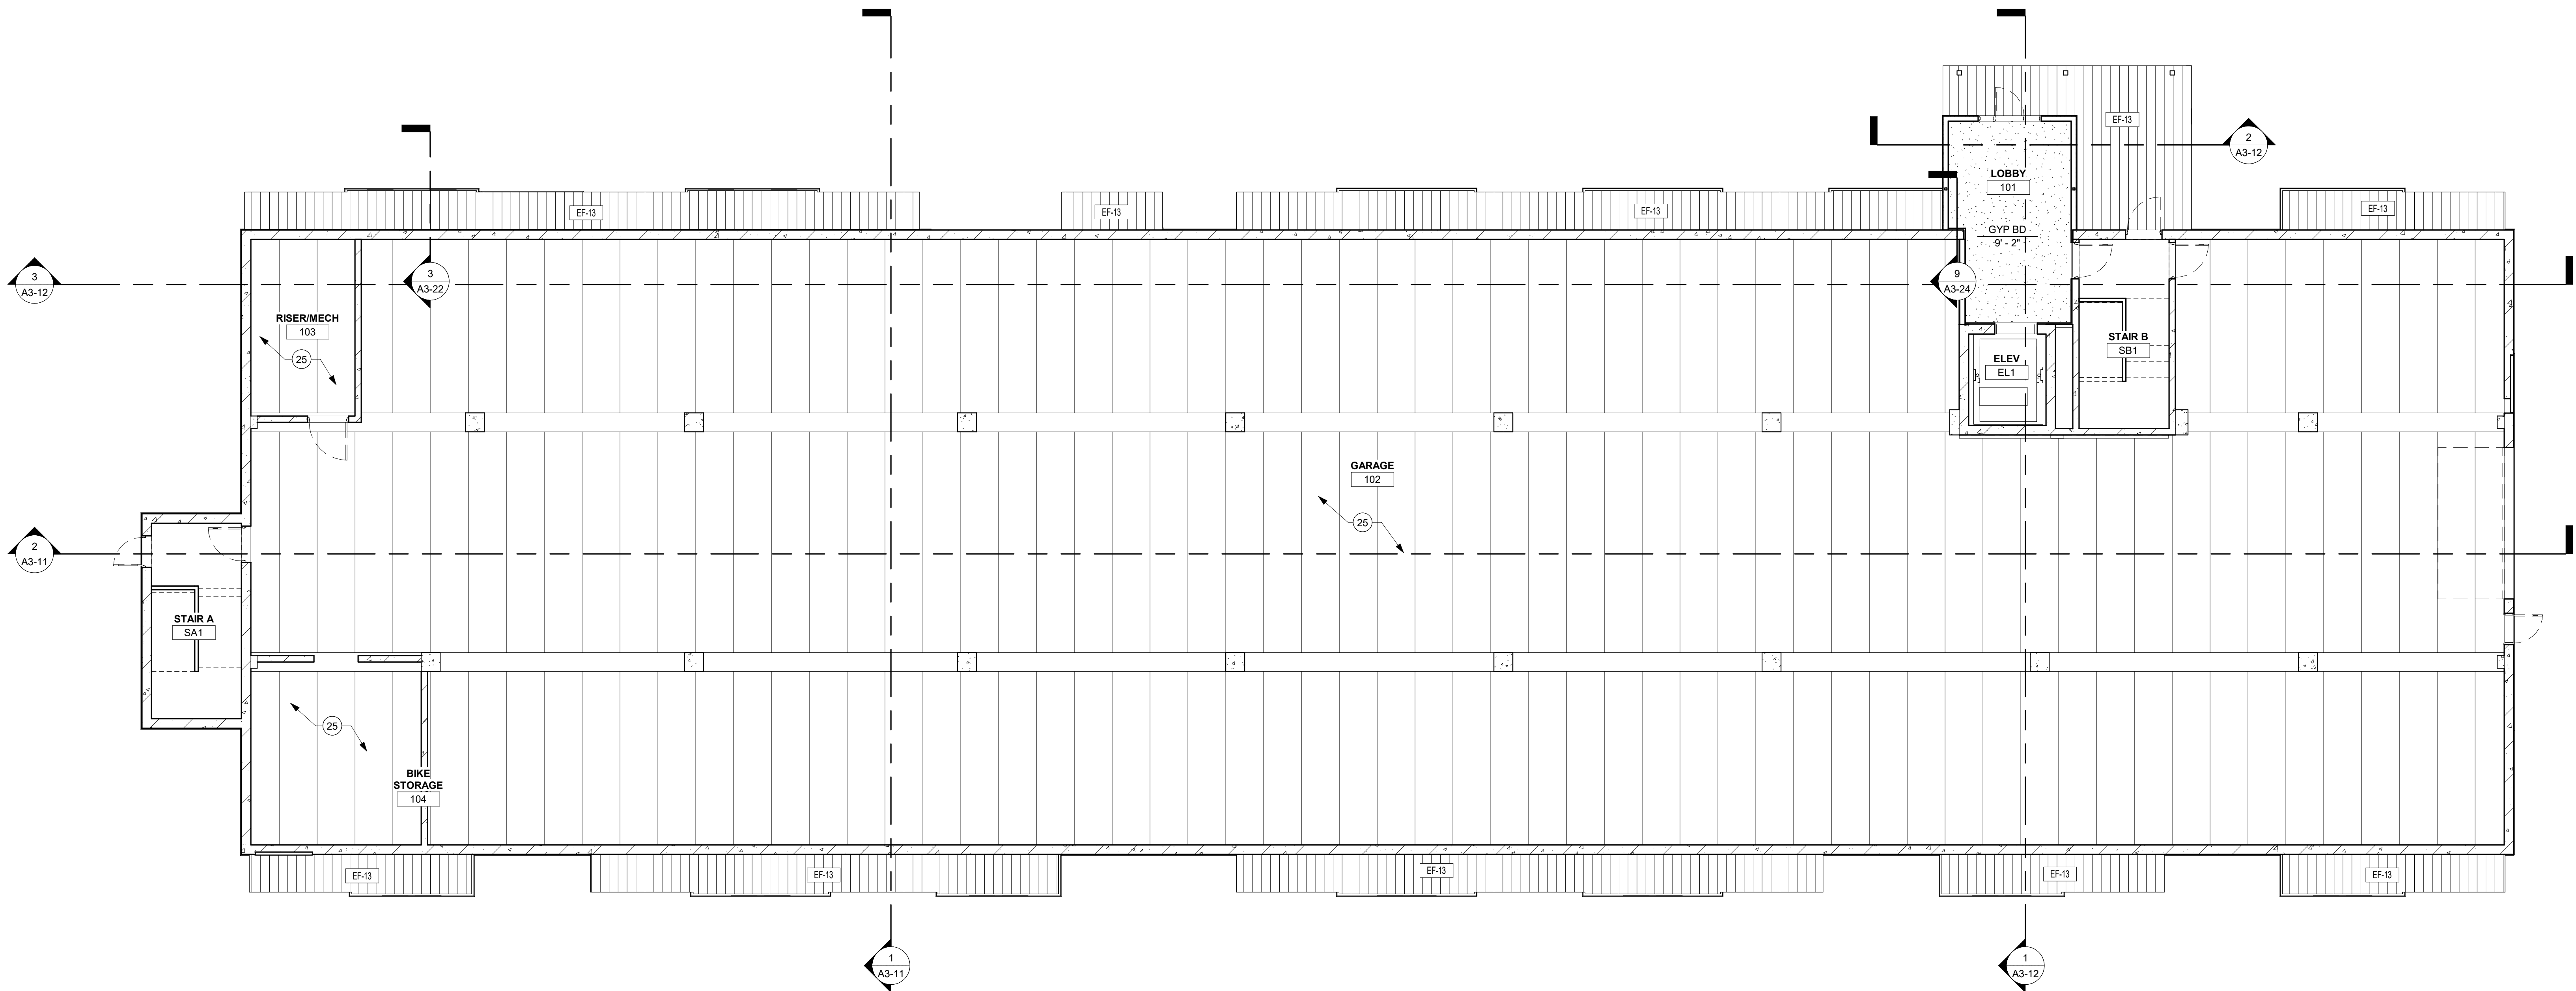 EF-13
2
A3-12
LOBBY
101
EF-13
EF-13
EF-13
EF-13
GYP BD
9' - 2"
3
A3-12
3
A3-22
9
A3-24
RISER/MECH
103
25
STAIR B
SB1
ELEV
EL1
GARAGE
102
25
2
A3-11
STAIR A
SA1
25
BIKE
STORAGE
104
EF-13
EF-13
EF-13
EF-13
EF-13
1
A3-11
1
A3-12